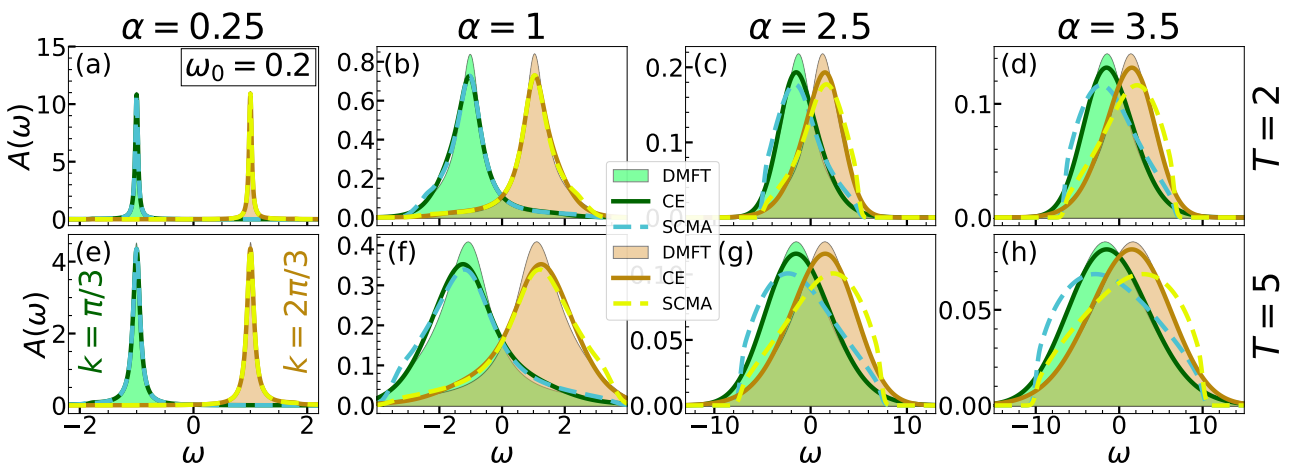 α = 0.25
α = 1
α = 2.5
α = 3.5
15
10
5
0
A(ω)
(a)
ω₀ = 0.2
0.8
0.6
0.4
0.2
0.0
(b)
0.2
0.1
(c)
0.1
0.0
(d)
T = 2
DMFT
CE
SCMA
DMFT
CE
SCMA
4
2
0
A(ω)
(e)
k = π/3
k = 2π/3
−2
0
2
ω
0.4
0.3
0.2
0.1
0.0
(f)
−2
0
2
ω
0.05
0.00
(g)
−10
0
10
ω
0.05
0.00
(h)
−10
0
10
ω
T = 5